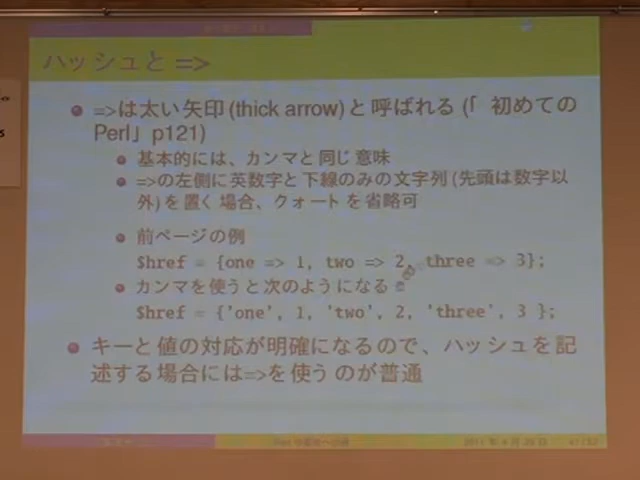 ハッシュと =>
=>は太い矢印(thick arrow)と呼ばれる(「初めての
Perl」p121)
基本的には、カンマと同じ意味
=>の左側に英数字と下線のみの文字列(先頭は数字以
外)を置く場合、クォートを省略可
前ページの例
$href = {one => 1, two => 2, three => 3};
カンマを使うと次のようになる
$href = {'one', 1, 'two', 2, 'three', 3 };
キーと値の対応が明確になるので、ハッシュを記
述する場合には=>を使うのが普通